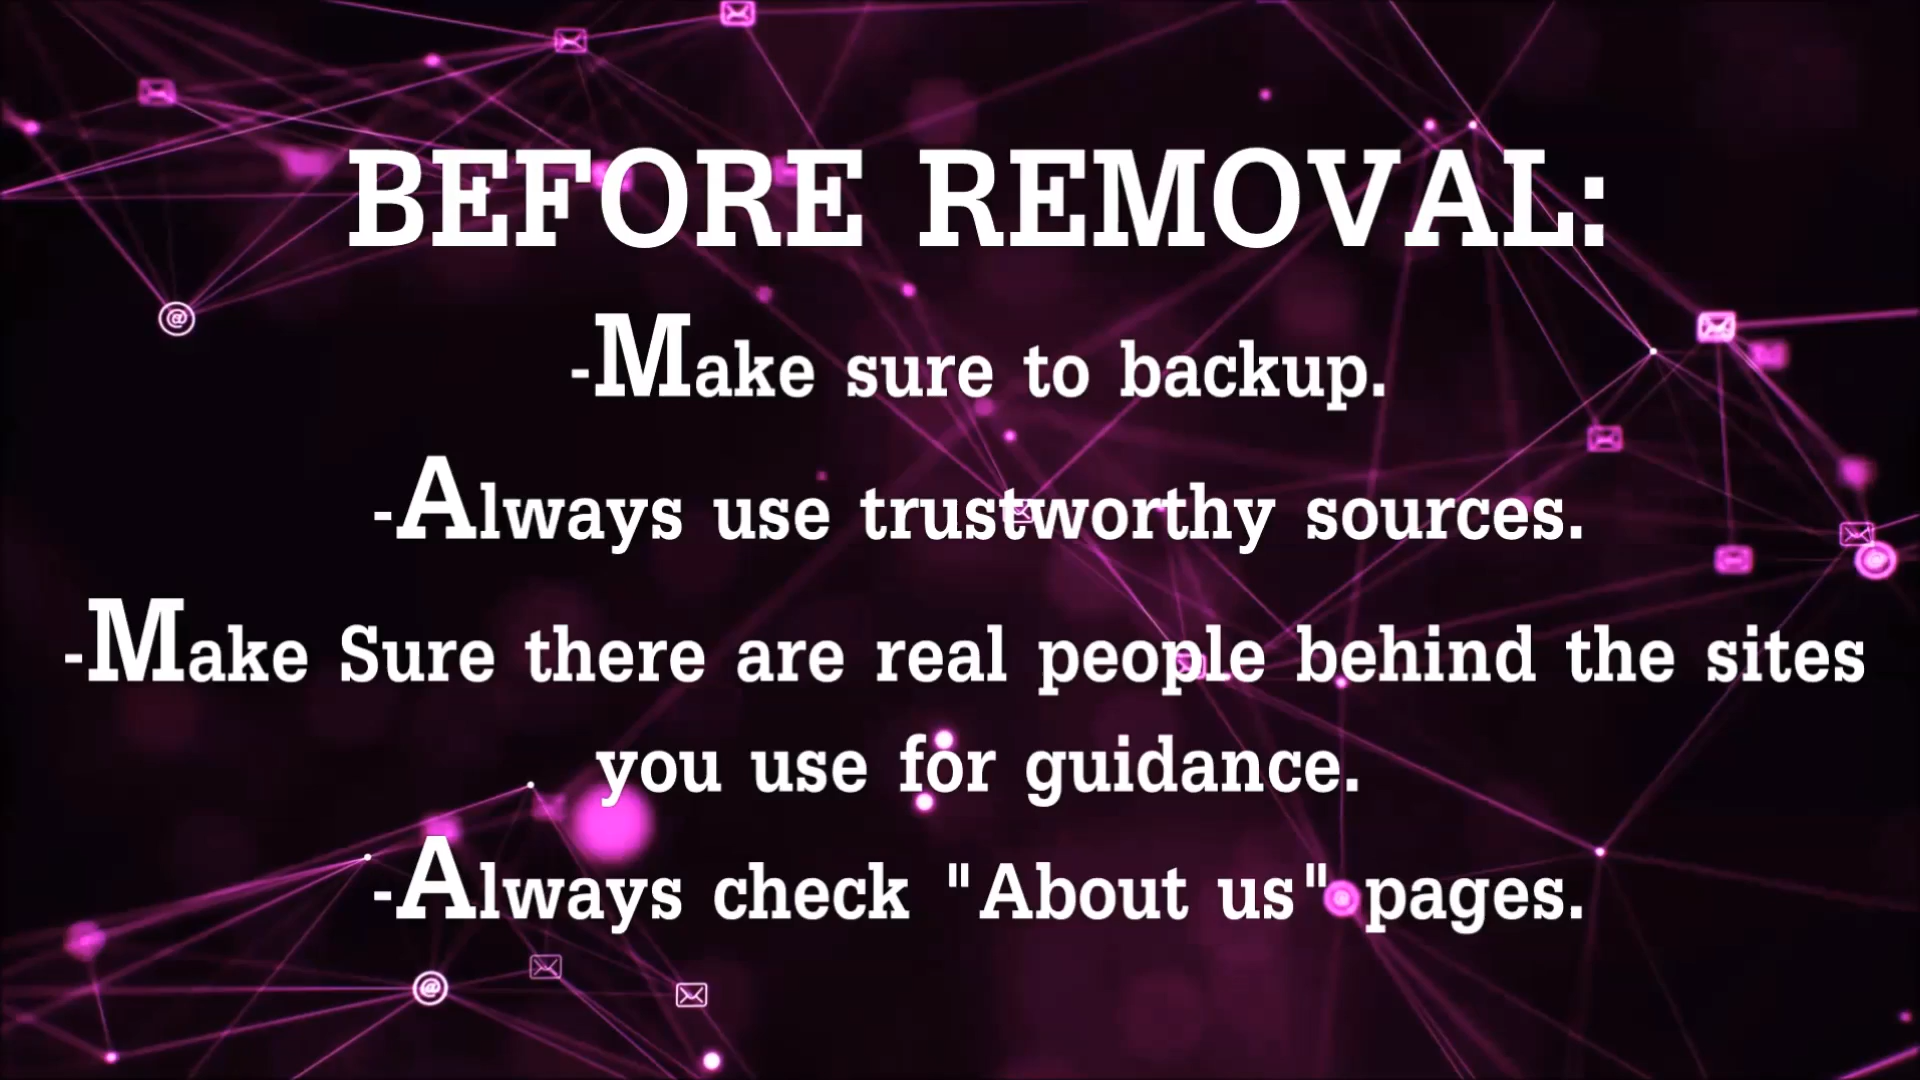 BEFORE REMOVAL:
-Make sure to backup.
-Always use trustworthy sources.
-Make Sure there are real people behind the sites
you use for guidance.
-Always check "About us" pages.